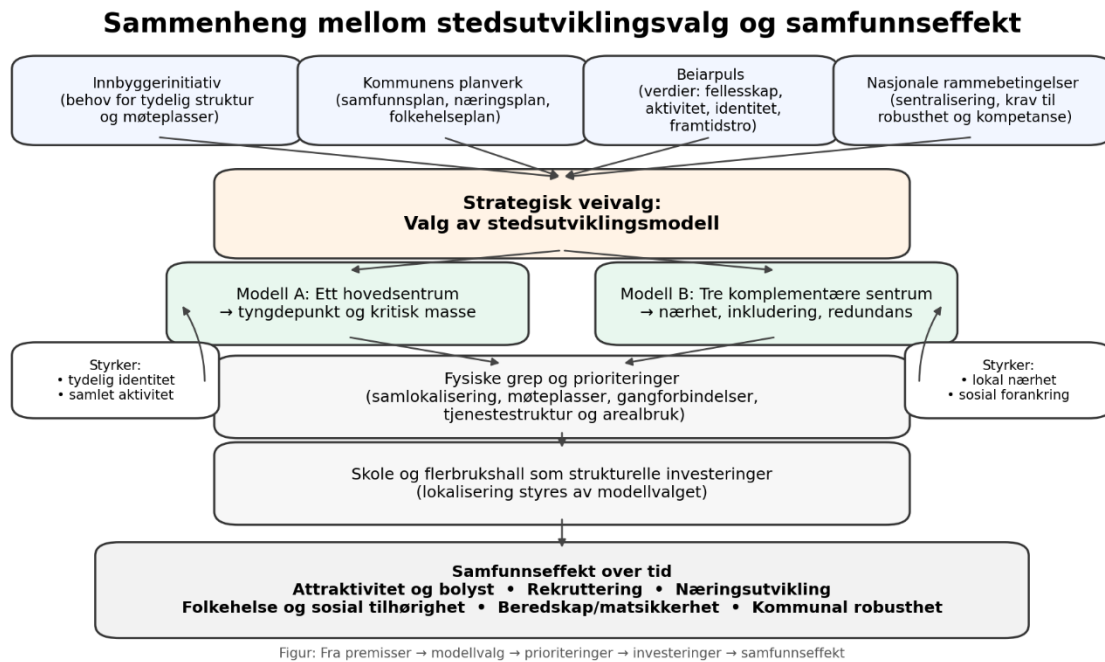 Sammenheng mellom stedsutviklingsvalg og samfunnseffekt
Innbyggerinitiativ
(behov for tydelig struktur
og møteplasser)
Kommunens planverk
(samfunnsplan, næringsplan,
folkehelseplan)
Beiarpuls
(verdier: fellesskap,
aktivitet, identitet,
framtidstro)
Nasjonale rammebetingelser
(sentralisering, krav til
robusthet og kompetanse)
Strategisk veivalg:
Valg av stedsutviklingsmodell
Modell A: Ett hovedsentrum
→ tyngdepunkt og kritisk masse
Modell B: Tre komplementære sentrum
→ nærhet, inkludering, redundans
Styrker:
• tydelig identitet
• samlet aktivitet
Fysiske grep og prioriteringer
(samlokalisering, møteplasser, gangforbindelser,
tjenestestruktur og arealbruk)
Styrker:
• lokal nærhet
• sosial forankring
Skole og flerbrukshall som strukturelle investeringer
(lokalisering styres av modellvalget)
Samfunnseffekt over tid
Attraktivitet og bolyst • Rekruttering • Næringsutvikling
Folkehelse og sosial tilhørighet • Beredskap/matsikkerhet • Kommunal robusthet
Figur: Fra premisser → modellvalg → prioriteringer → investeringer → samfunnseffekt